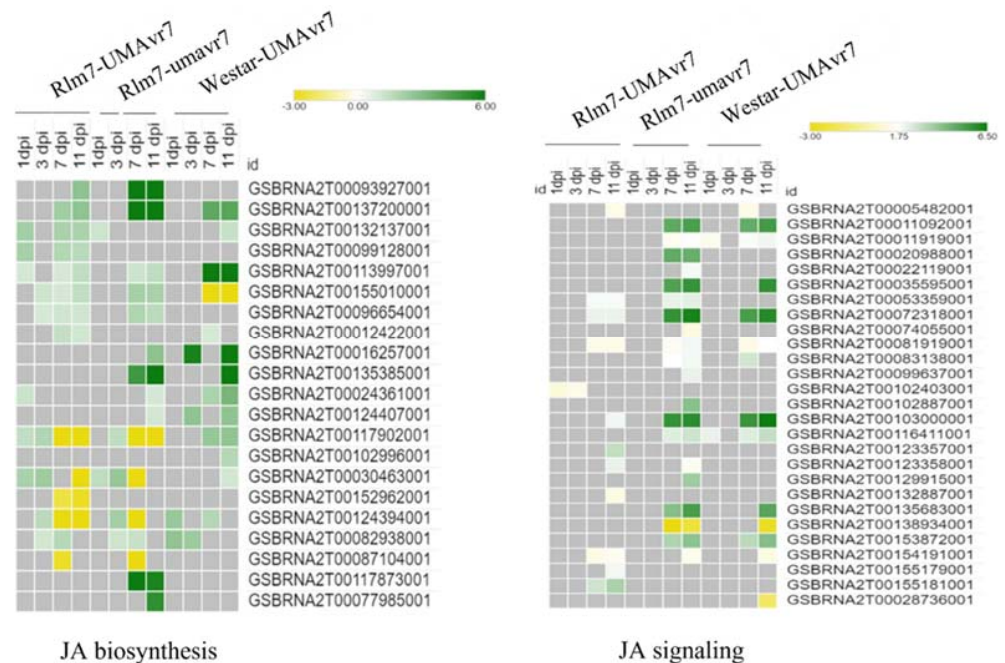 Rlm7-UMAvr7
Rlm7-umavr7
Westar-UMAvr7
-3.00 0.00 6.00
1dpi 3 dpi 7 dpi 11 dpi 1dpi 3 dpi 7 dpi 11 dpi 1dpi 3 dpi 7 dpi 11 dpi
id
GSBRNA2T00093927001
GSBRNA2T00137200001
GSBRNA2T00132137001
GSBRNA2T00099128001
GSBRNA2T00113997001
GSBRNA2T00155010001
GSBRNA2T00096654001
GSBRNA2T00012422001
GSBRNA2T00016257001
GSBRNA2T00135385001
GSBRNA2T00024361001
GSBRNA2T00124407001
GSBRNA2T00117902001
GSBRNA2T00102996001
GSBRNA2T00030463001
GSBRNA2T00152962001
GSBRNA2T00124394001
GSBRNA2T00082938001
GSBRNA2T00087104001
GSBRNA2T00117873001
GSBRNA2T00077985001
JA biosynthesis
Rlm7-UMAvr7
Rlm7-umavr7
Westar-UMAvr7
-3.00 1.75 6.50
id
1dpi 3 dpi 7 dpi 11 dpi 1dpi 3 dpi 7 dpi 11 dpi 1dpi 3 dpi 7 dpi 11 dpi
id
GSBRNA2T00005482001
GSBRNA2T00011092001
GSBRNA2T00011919001
GSBRNA2T00020988001
GSBRNA2T00022119001
GSBRNA2T00035595001
GSBRNA2T00053359001
GSBRNA2T00072318001
GSBRNA2T00074055001
GSBRNA2T00081919001
GSBRNA2T00083138001
GSBRNA2T00099637001
GSBRNA2T00102403001
GSBRNA2T00102887001
GSBRNA2T00103000001
GSBRNA2T00116411001
GSBRNA2T00123357001
GSBRNA2T00123358001
GSBRNA2T00129915001
GSBRNA2T00132887001
GSBRNA2T00135683001
GSBRNA2T00138934001
GSBRNA2T00153872001
GSBRNA2T00154191001
GSBRNA2T00155179001
GSBRNA2T00155181001
GSBRNA2T00028736001
JA signaling